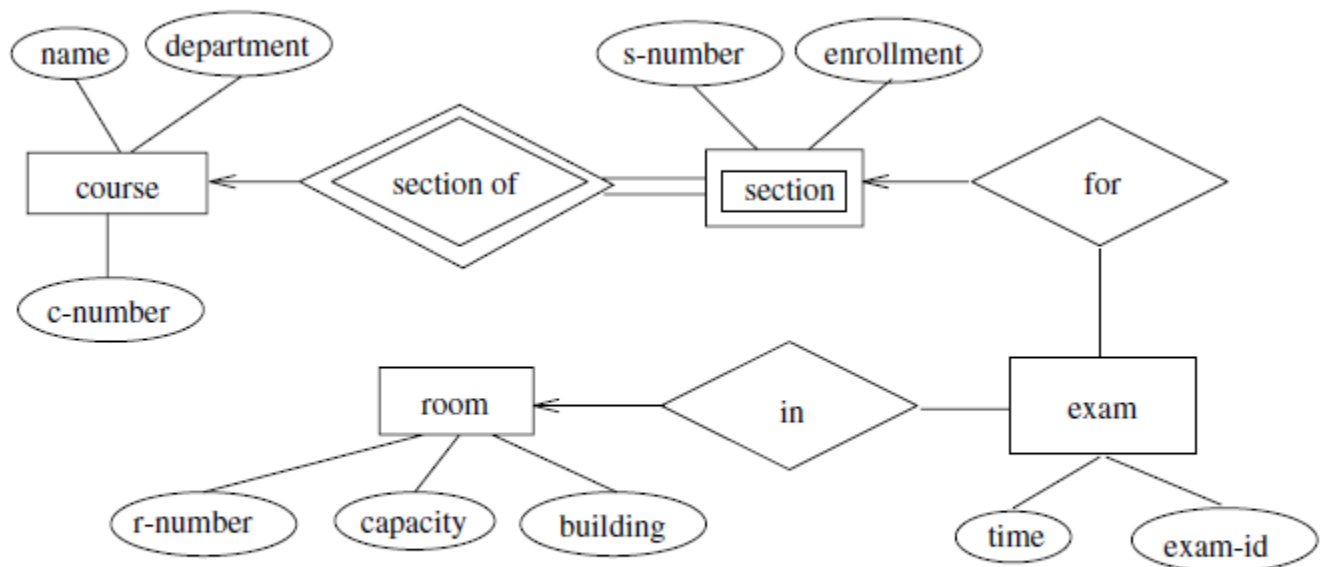 name
department
s-number
enrollment
course
section of
section
for
c-number
room
in
exam
r-number
capacity
building
time
exam-id